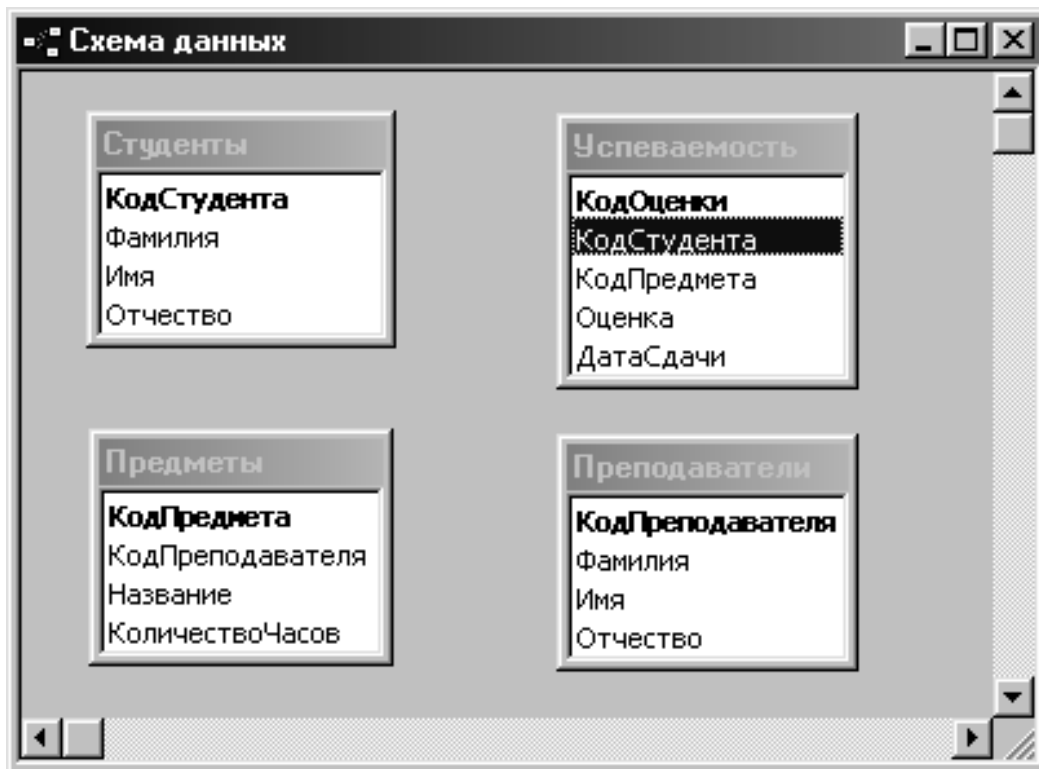 Схема данных
Студенты
КодСтудента
Фамилия
Имя
Отчество
Успеваемость
КодОценки
КодСтудента
КодПредмета
Оценка
ДатаСдачи
Предметы
КодПредмета
КодПреподавателя
Название
КоличествоЧасов
Преподаватели
КодПреподавателя
Фамилия
Имя
Отчество